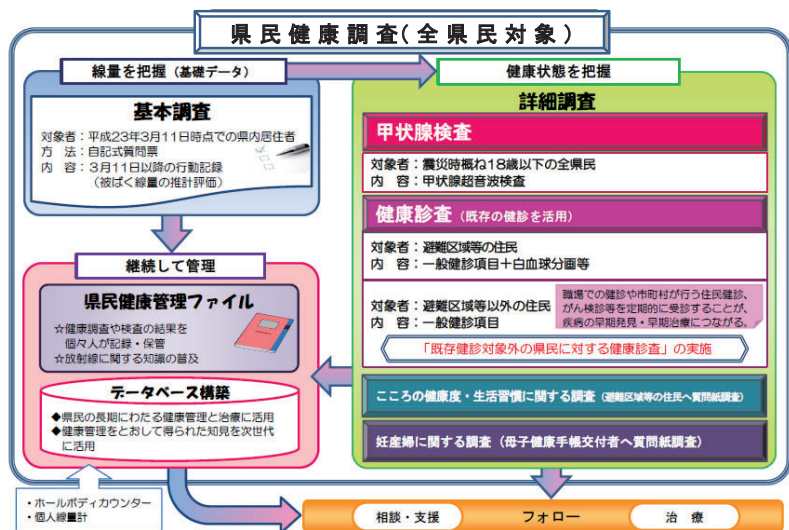 県民健康調査(全県民対象)
線量を把握(基礎データ)
基本調査
対象者：平成23年3月11日時点での県内居住者
方　法：自記式質問票
内　容：３月11日以降の行動記録
（被ばく線量の推計評価）
継続して管理
県民健康管理ファイル
☆健康調査や検査の結果を
個々人が記録・保管
☆放射線に関する知識の普及
データベース構築
◆県民の長期にわたる健康管理と治療に活用
◆健康管理をとおして得られた知見を次世代
に活用
・ホールボディカウンター
・個人線量計
健康状態を把握
詳細調査
甲状腺検査
対象者：震災時概ね18歳以下の全県民
内　容：甲状腺超音波検査
健康診査（既存の健診を活用）
対象者：避難区域等の住民
内　容：一般健診項目＋白血球分画等
対象者：避難区域等以外の住民
内　容：一般健診項目
職場での健診や市町村が行う住民健診、
がん検診等を定期的に受診することが、
疾病の早期発見・早期治療につながる。
「既存健診対象外の県民に対する健康診査」の実施
こころの健康度・生活習慣に関する調査（避難区域等の住民へ質問紙調査）
妊産婦に関する調査（母子健康手帳交付者へ質問紙調査）
相談・支援
フォロー
治　療